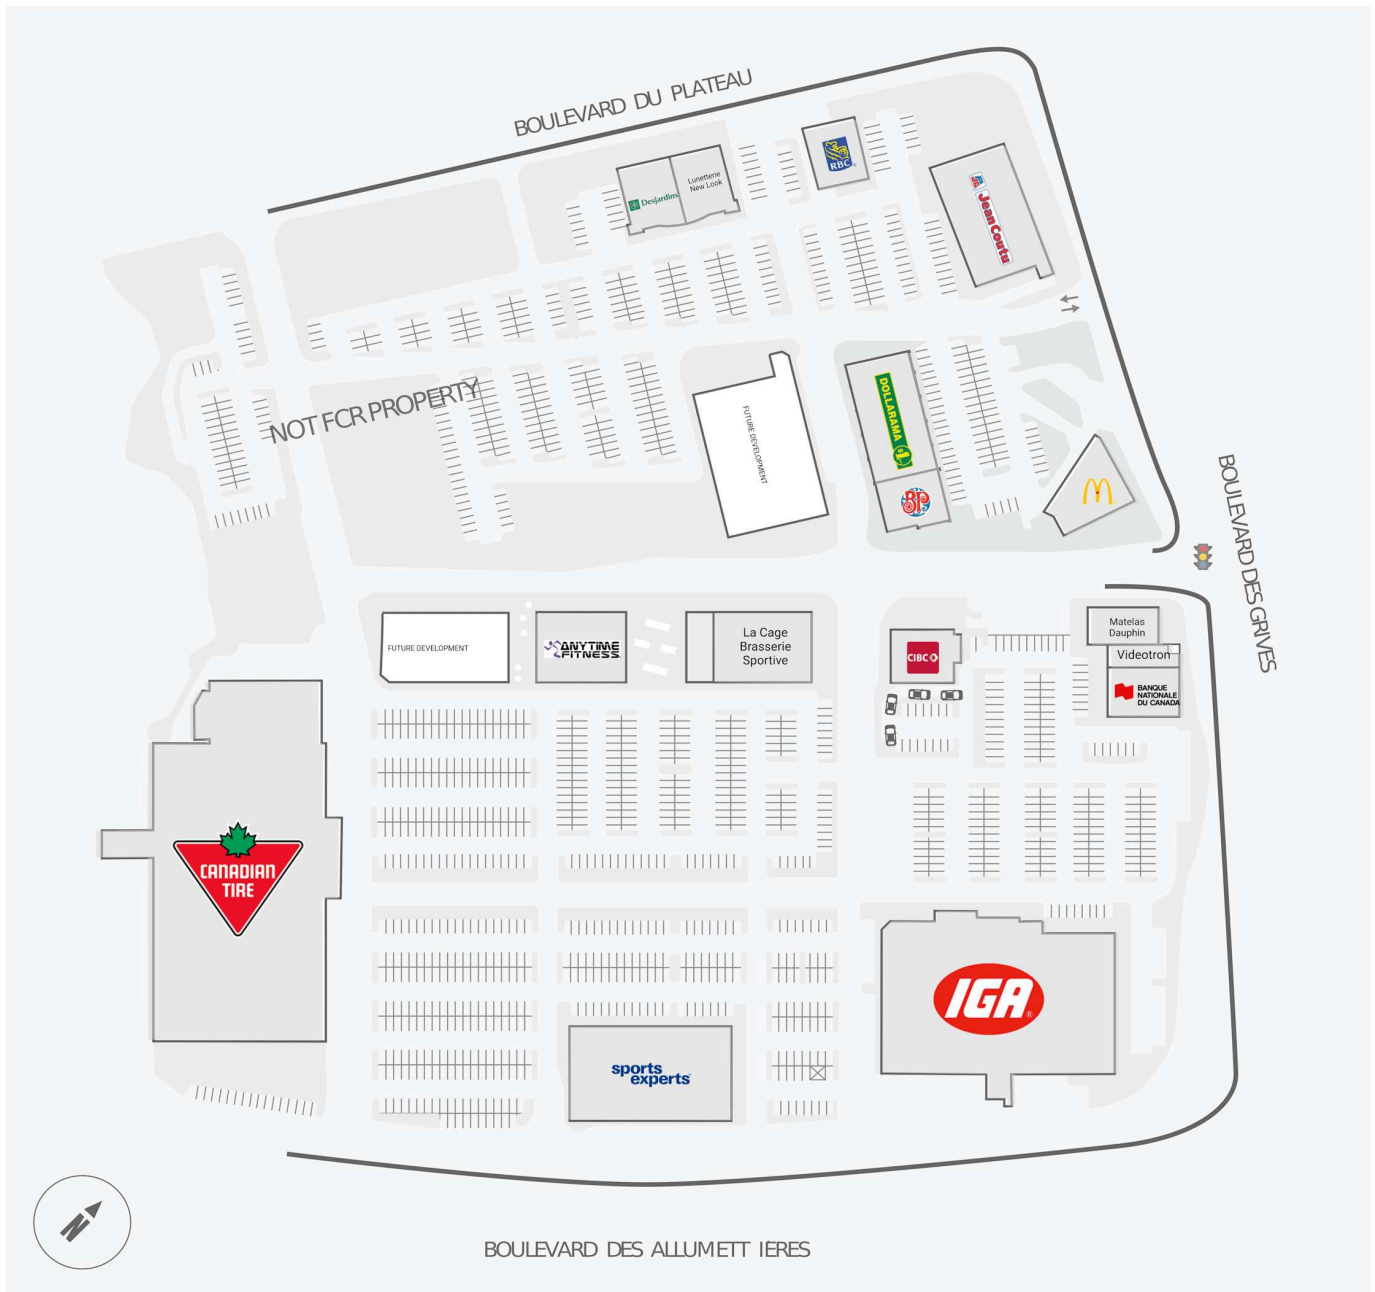 BOULEVARD DU PLATEAU
RBC
Lunetterie
New Look
Desjardins
Jean Coutu
NOT FCR PROPERTY
FUTURE DEVELOPMENT
DOLLARAMA
BP
BOULEVARD DES GRIVES
FUTURE DEVELOPMENT
ANYTIME
FITNESS
La Cage
Brasserie
Sportive
CIBC
Matelas
Dauphin
Videotron
BANQUE
NATIONALE
DU CANADA
CANADIAN
TIRE
IGA
sports
experts
N
BOULEVARD DES ALLUMETT IÈRES